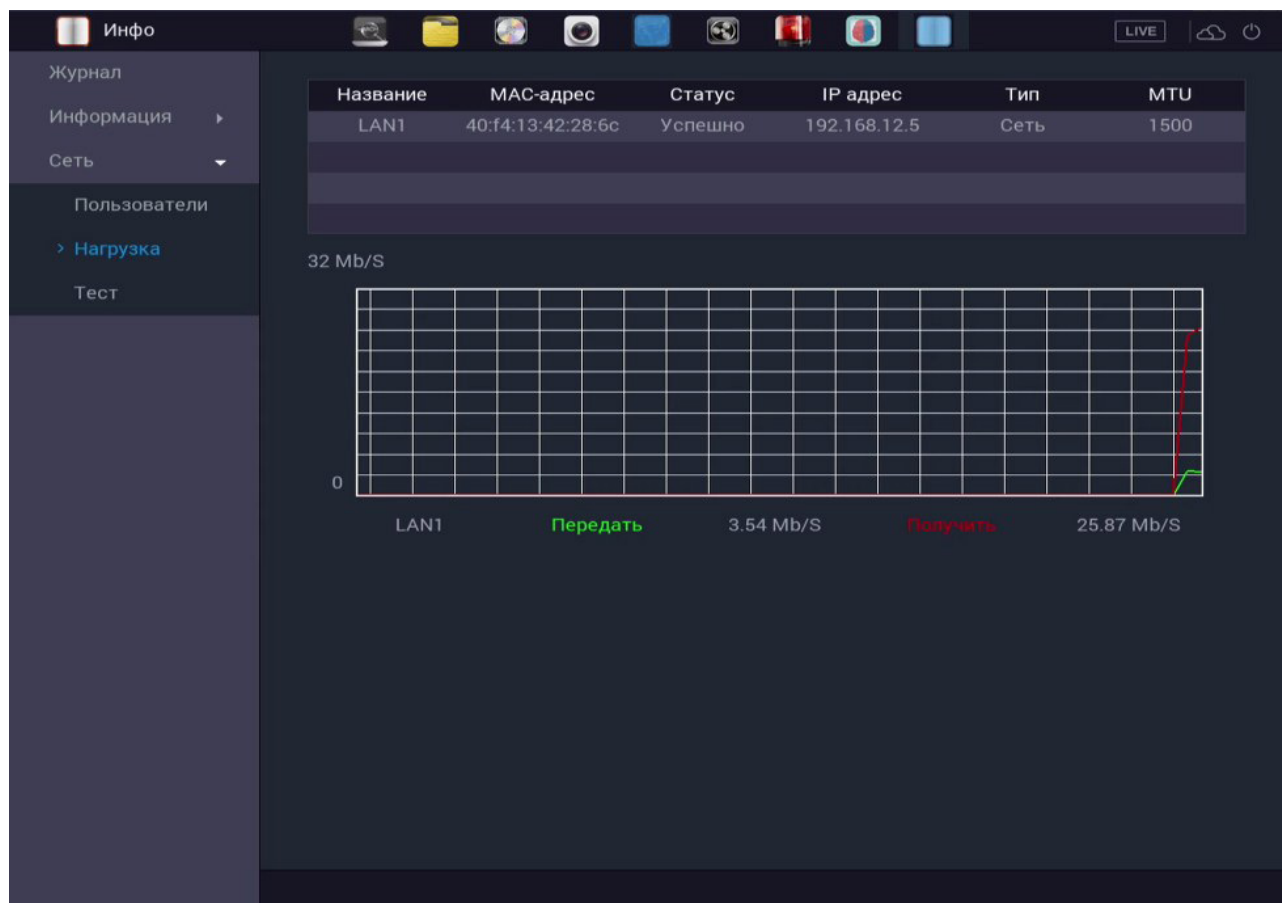 Инфо LIVE
Журнал
Информация
Сеть
Пользователи
Нагрузка
Тест
Название MAC-адрес Статус IP адрес Тип MTU
LAN1 40:f4:13:42:28:6c Успешно 192.168.12.5 Сеть 1500
32 Mb/S
0
LAN1 Передать 3.54 Mb/S Получить 25.87 Mb/S